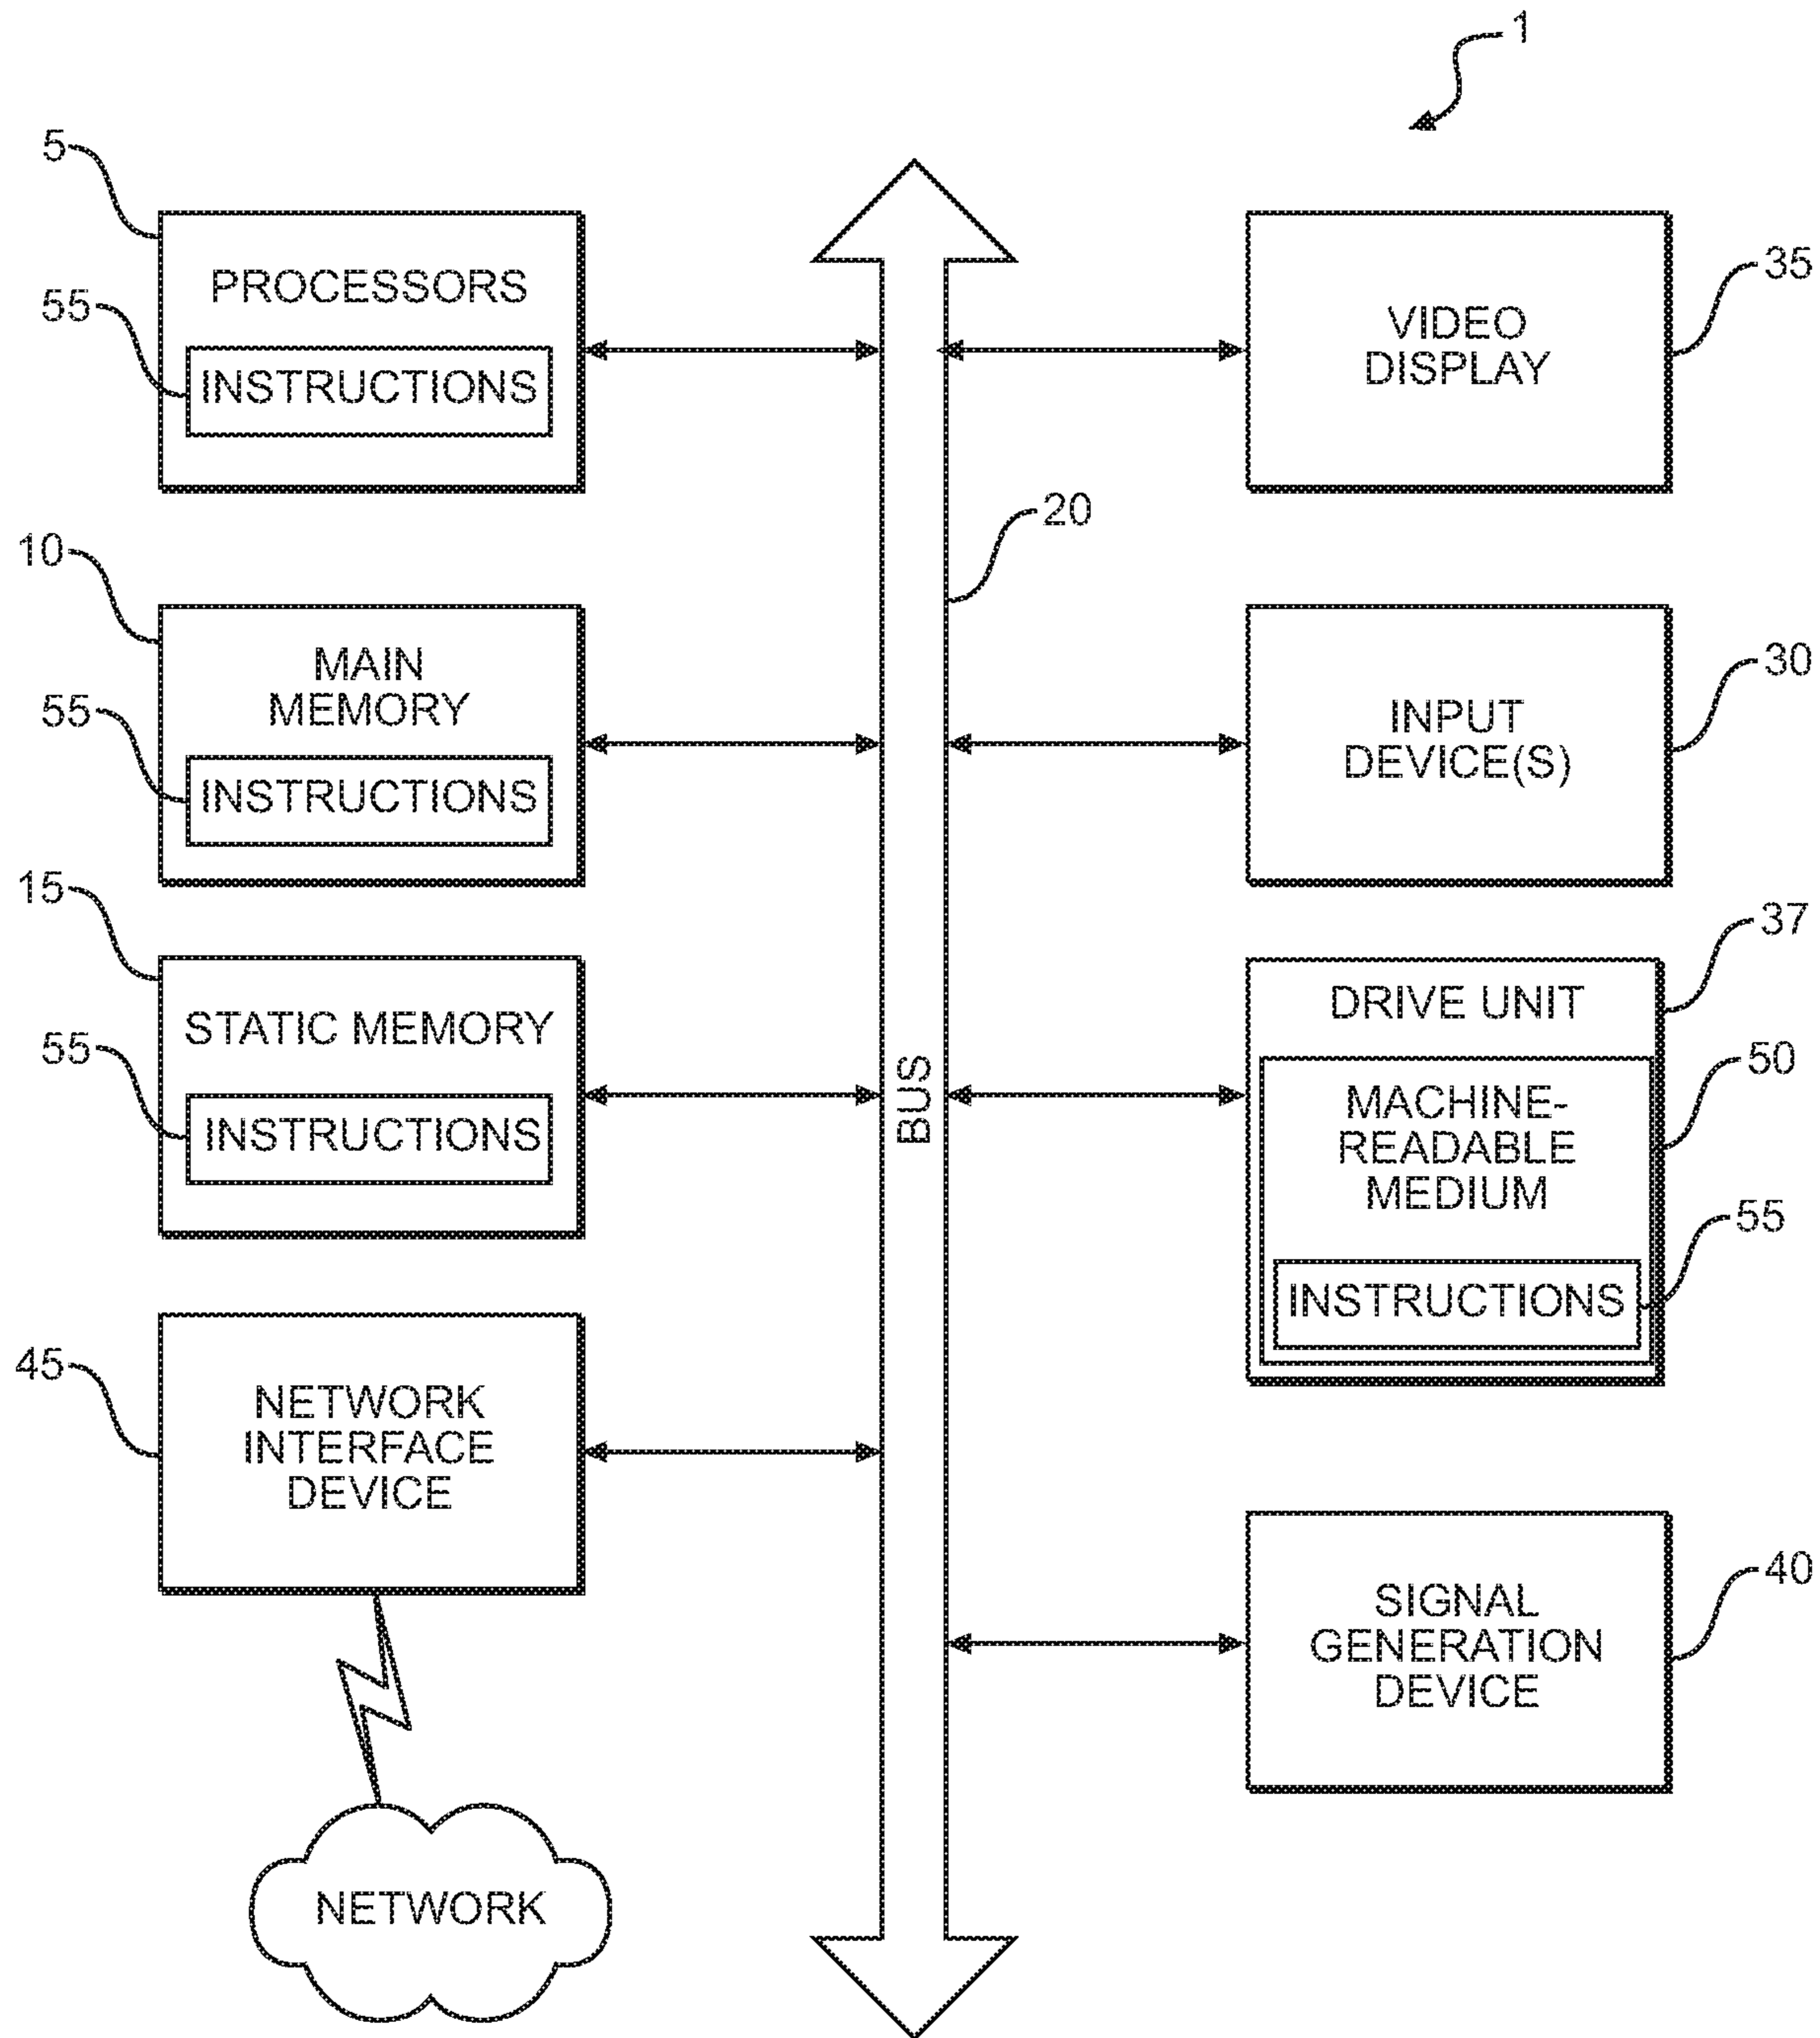 1
5
PROCESSORS
55
INSTRUCTIONS
10
MAIN
MEMORY
55
INSTRUCTIONS
15
STATIC MEMORY
55
INSTRUCTIONS
45
NETWORK
INTERFACE
DEVICE
NETWORK
BUS
20
35
VIDEO
DISPLAY
30
INPUT
DEVICE(S)
37
DRIVE UNIT
50
MACHINE-
READABLE
MEDIUM
55
INSTRUCTIONS
40
SIGNAL
GENERATION
DEVICE